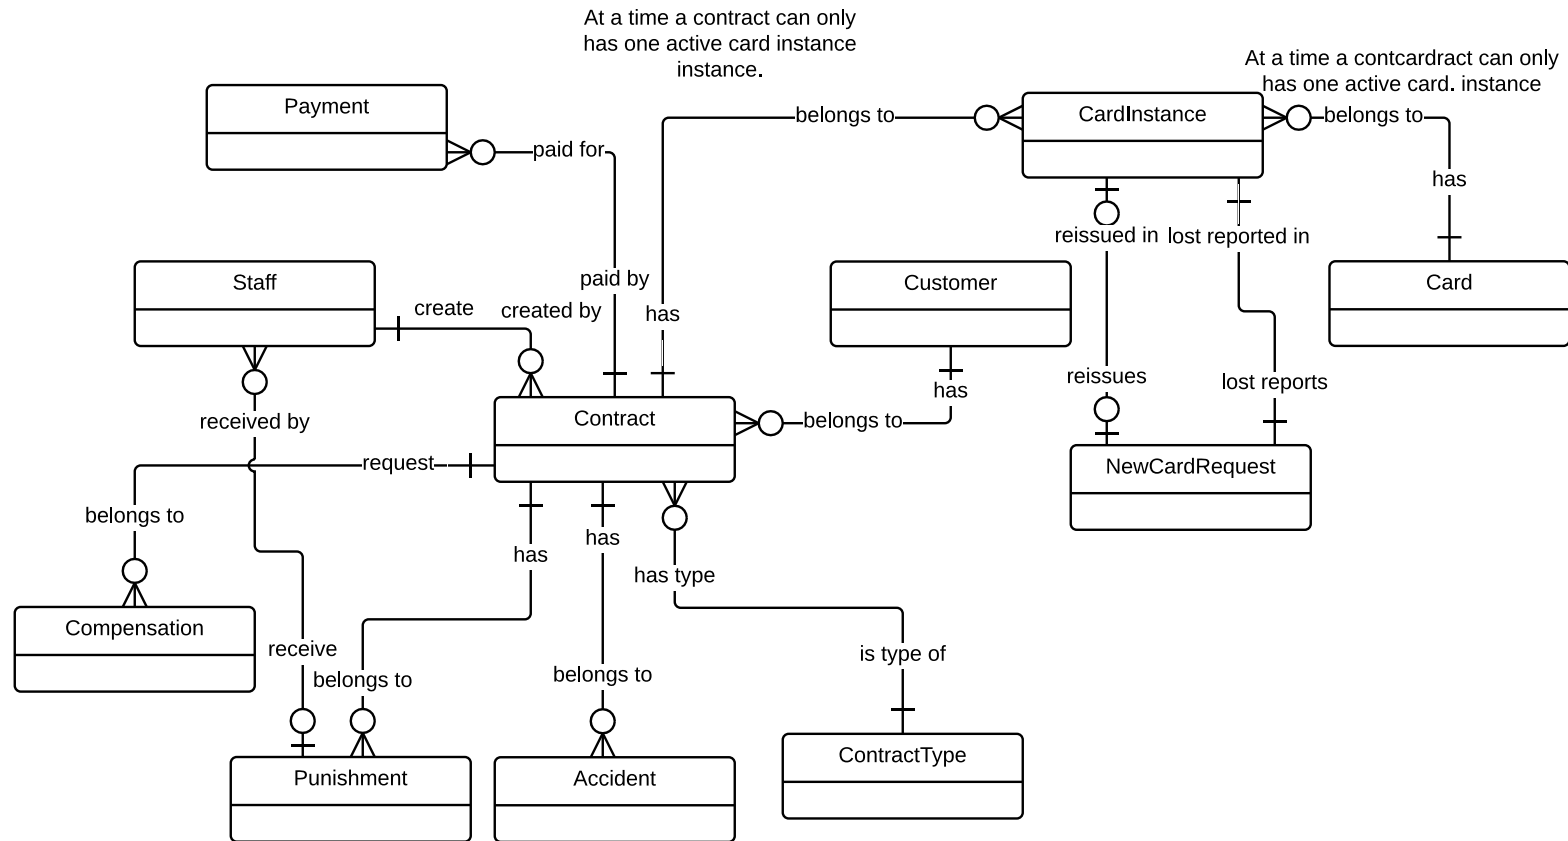 At a time a contract can only
has one active card instance
instance.
At a time a contcardract can only
has one active card. instance
Payment
CardInstance
belongs to
belongs to
paid for
has
reissued in
lost reported in
Staff
Customer
Card
paid by
create
created by
has
reissues
lost reports
has
received by
Contract
belongs to
request
NewCardRequest
belongs to
has
has
has type
Compensation
receive
belongs to
belongs to
is type of
Punishment
Accident
ContractType